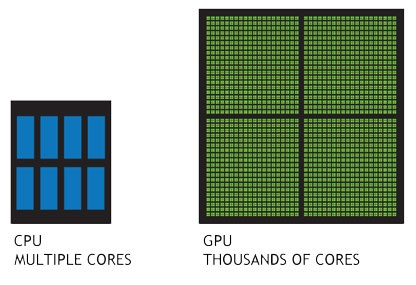 CPU
MULTIPLE CORES
GPU
THOUSANDS OF CORES